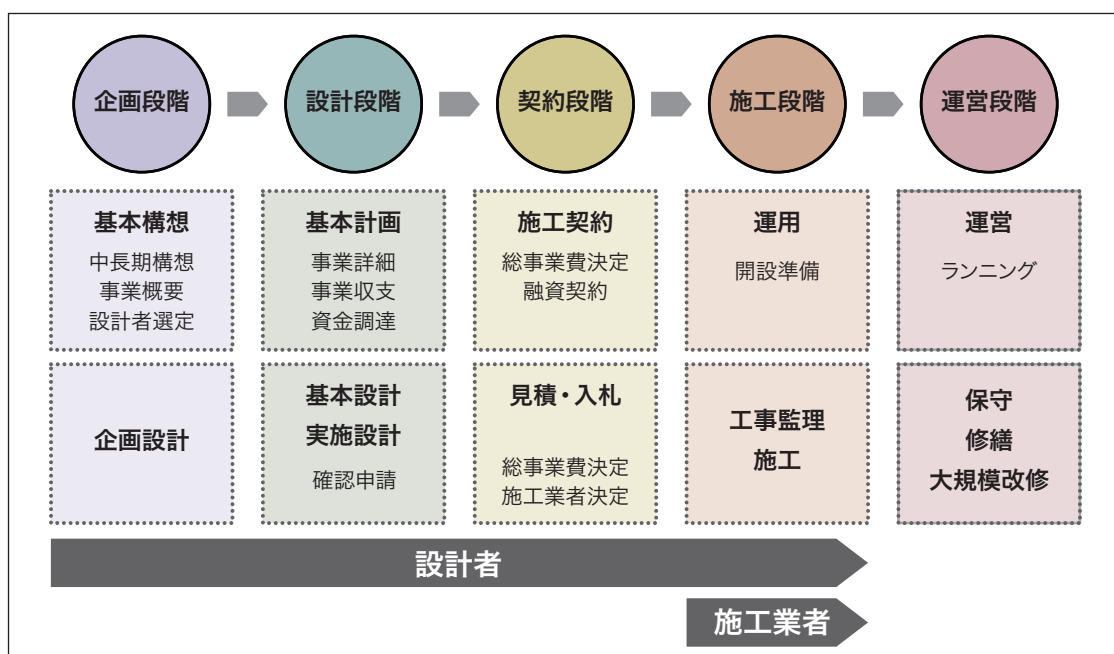 企画段階
設計段階
契約段階
施工段階
運営段階
基本構想
中長期構想
事業概要
設計者選定
基本計画
事業詳細
事業収支
資金調達
施工契約
総事業費決定
融資契約
運用
開設準備
運営
ランニング
企画設計
基本設計
実施設計
確認申請
見積・入札
総事業費決定
施工業者決定
工事監理
施工
保守
修繕
大規模改修
設計者
施工業者